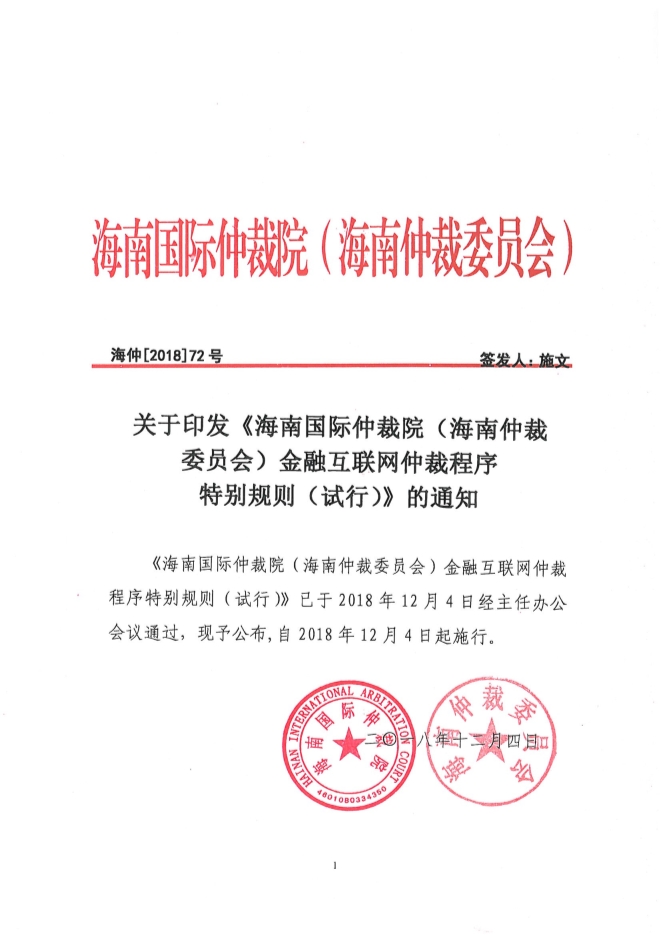 海南国际仲裁院（海南仲裁委员会）
海仲[2018]72号 签发人：施文
关于印发《海南国际仲裁院（海南仲裁
委员会）金融互联网仲裁程序
特别规则（试行）》的通知
《海南国际仲裁院（海南仲裁委员会）金融互联网仲裁
程序特别规则（试行）》已于2018年12月4日经主任办公
会议通过，现予公布,自2018年12月4日起施行。
HAINAN INTERNATIONAL ARBITRATION COURT
海南国际仲裁院
4601080334350
海南仲裁委员会
二〇一八年十二月四日
1